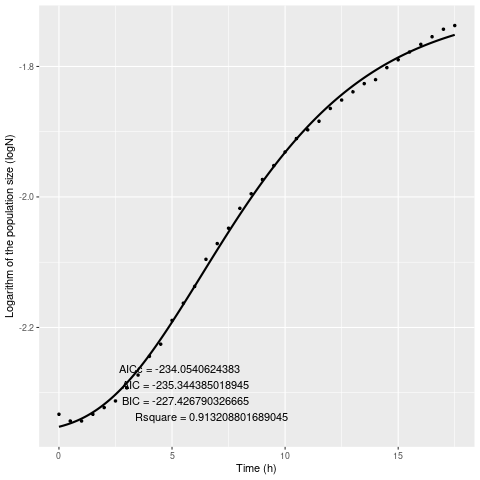 -1.8
-2.0
-2.2
Logarithm of the population size (logN)
AICc = -234.0540624383
AIC = -235.344385018945
BIC = -227.426790326665
Rsquare = 0.913208801689045
0 5 10 15
Time (h)